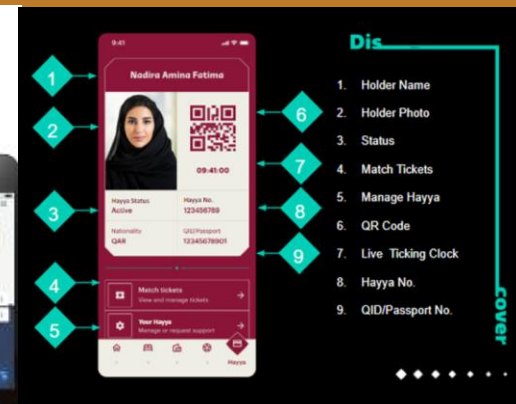 Dis
cover
9:41
Nadira Amina Fatima
09:41:00
Hayya Status
Active
Hayya No.
123456789
Nationality
QAR
QID/Passport
12345678901
Match tickets
View and manage tickets
Your Hayya
Manage or request support
Hayya
1
2
3
4
5
6
7
8
9
1. Holder Name
2. Holder Photo
3. Status
4. Match Tickets
5. Manage Hayya
6. QR Code
7. Live Ticking Clock
8. Hayya No.
9. QID/Passport No.